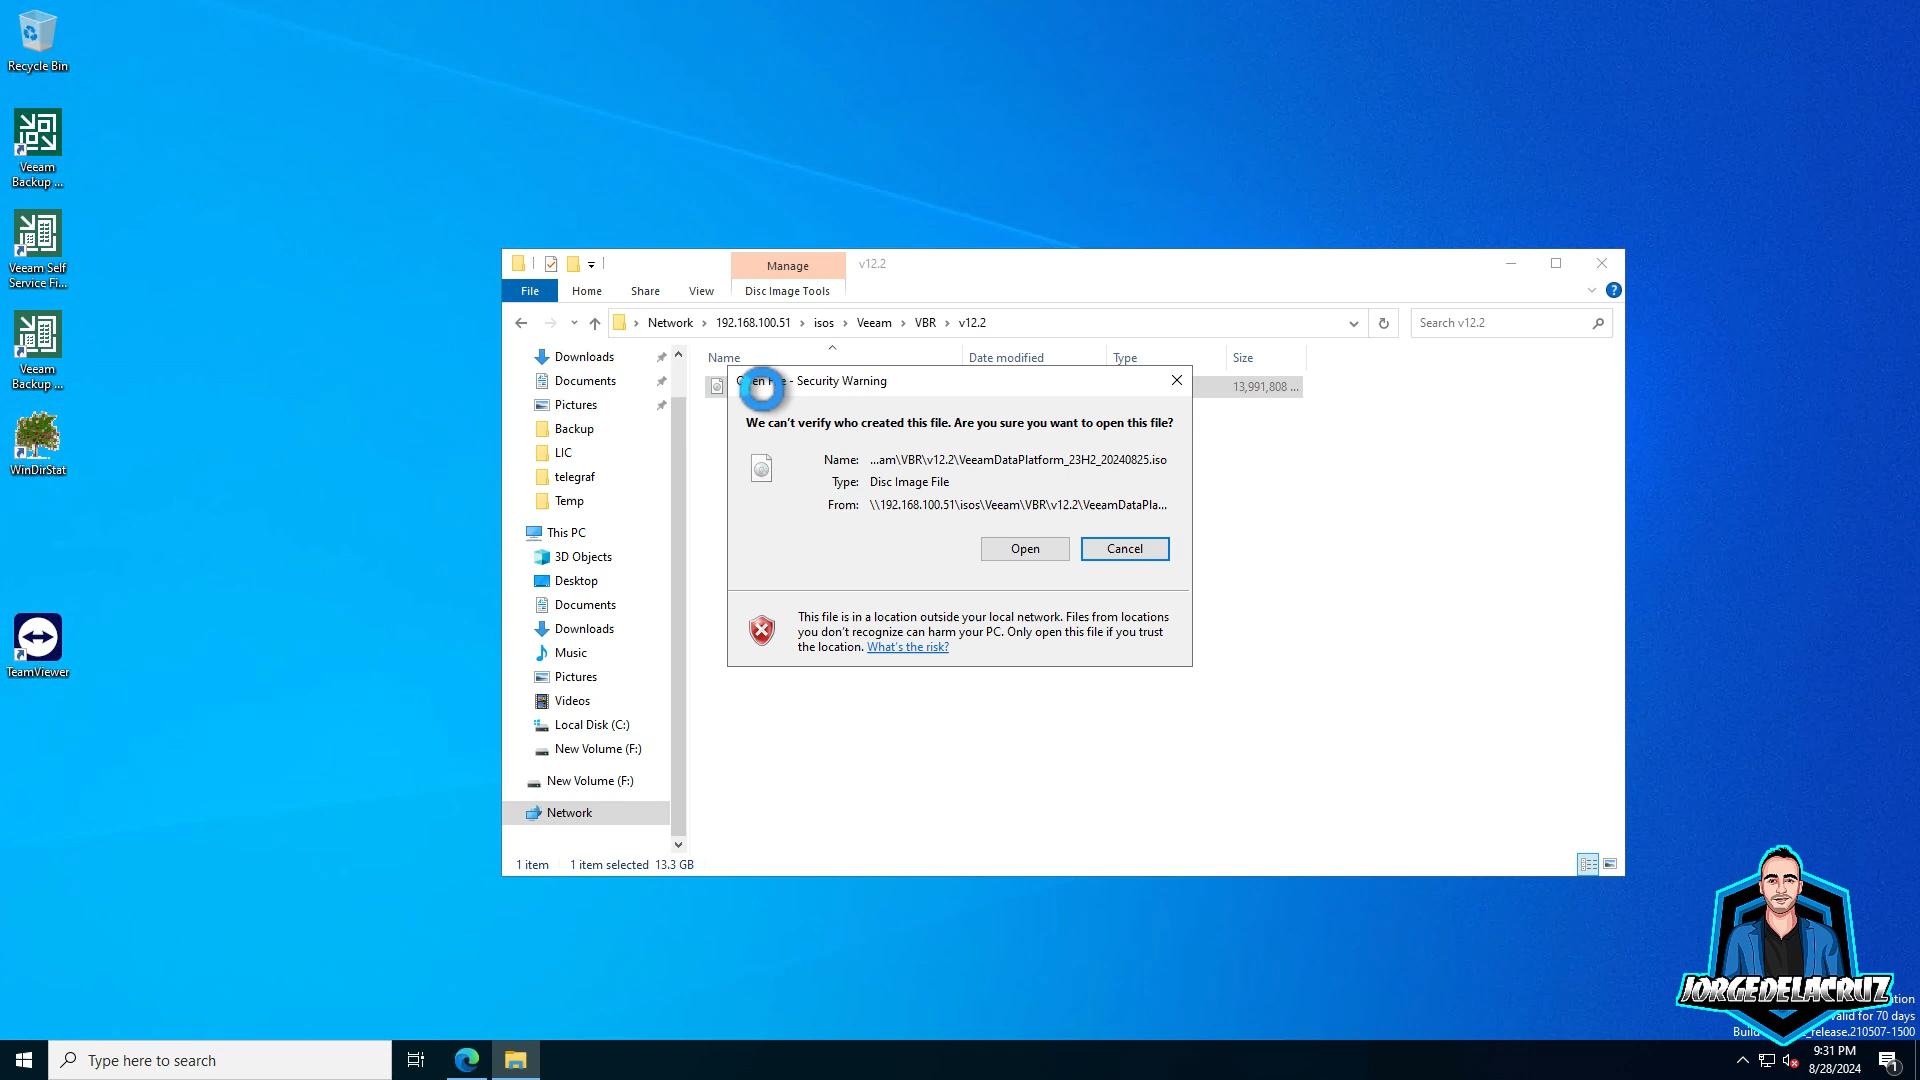 Recycle Bin
Veeam
Backup ...
Veeam Self
Service Fi...
Veeam
Backup ...
WinDirStat
TeamViewer
Manage
v12.2
File
Home
Share
View
Disc Image Tools
Network
192.168.100.51
isos
Veeam
VBR
v12.2
Search v12.2
Name
Date modified
Type
Size
Downloads
Documents
Pictures
Backup
LIC
telegraf
Temp
This PC
3D Objects
Desktop
Documents
Downloads
Music
Pictures
Videos
Local Disk (C:)
New Volume (F:)
New Volume (F:)
Network
13,991,808 ...
- Security Warning
We can't verify who created this file. Are you sure you want to open this file?
Name: ...am\VBR\v12.2\VeeamDataPlatform_23H2_20240825.iso
Type: Disc Image File
From: \\192.168.100.51\isos\Veeam\VBR\v12.2\VeeamDataPla...
Open
Cancel
This file is in a location outside your local network. Files from locations
you don't recognize can harm your PC. Only open this file if you trust
the location. What's the risk?
1 item
1 item selected 13.3 GB
JORGEDELACRUZ
valid for 70 days
release.210507-1500
Type here to search
9:31 PM
8/28/2024
1